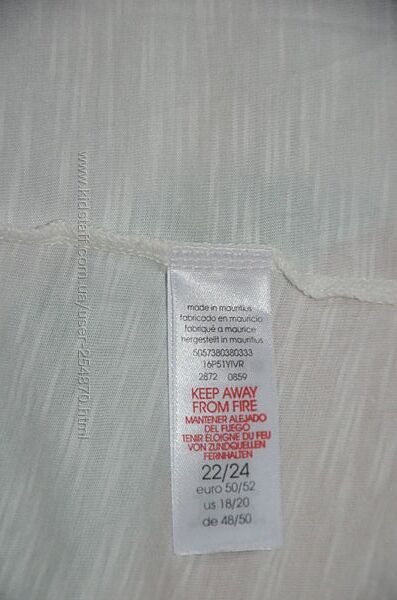 made in mauritius
fabricado en mauricio
fabriqué a maurice
hergestellt in mauritius
5057380380333
16P51YIVR
2872 0859
KEEP AWAY
FROM FIRE
MANTENER ALEJADO
DEL FUEGO
TENIR ÉLOIGNE DU FEU
VON ZUNDQUELLEN
FERNHALTEN
22/24
euro 50/52
us 18/20
de 48/50